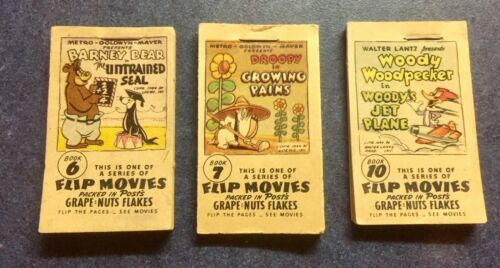 METRO-GOLDWYN-MAYER
PRESENTS
BARNEY BEAR
The UNTRAINED
SEAL
BOOK
6
THIS IS ONE OF
A SERIES OF
FLIP MOVIES
PACKED IN Post's
GRAPE-NUTS FLAKES
FLIP THE PAGES - SEE MOVIES
METRO - GOLDWYN - MAYER
PRESENTS
DROOPY
in
GROWING
PAINS
BOOK
7
THIS IS ONE OF
A SERIES OF
FLIP MOVIES
PACKED IN Post's
GRAPE-NUTS FLAKES
FLIP THE PAGES - SEE MOVIES
WALTER LANTZ presents
Woody
Woodpecker
in
WOODY'S
JET
PLANE
BOOK
10
THIS IS ONE OF
A SERIES OF
FLIP MOVIES
PACKED IN Post's
GRAPE-NUTS FLAKES
FLIP THE PAGES - SEE MOVIES